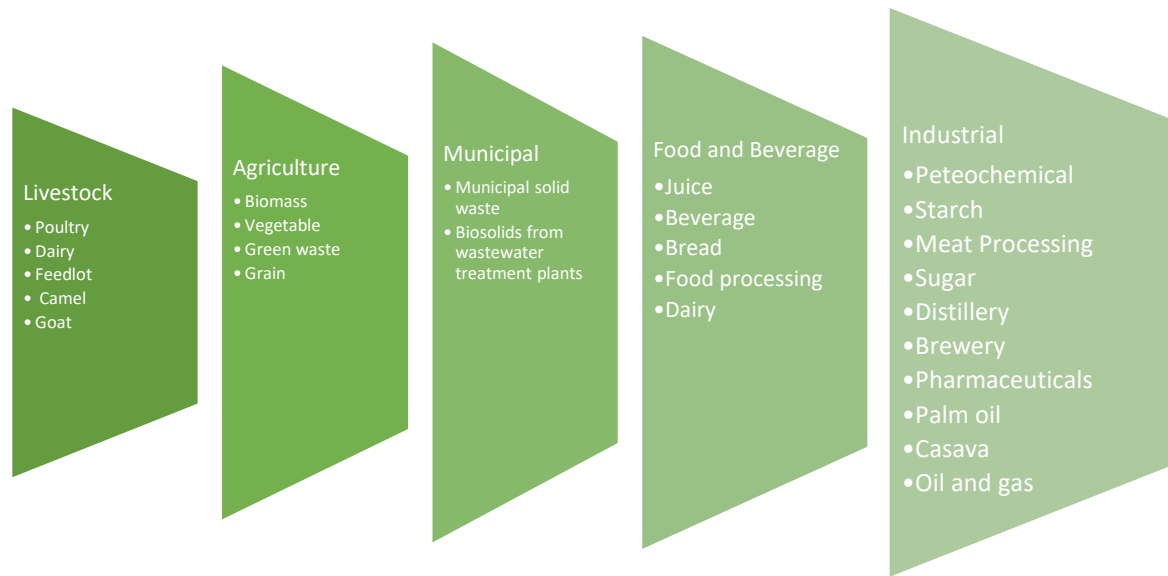 Livestock
• Poultry
• Dairy
• Feedlot
• Camel
• Goat
Agriculture
• Biomass
• Vegetable
• Green waste
• Grain
Municipal
• Municipal solid
waste
• Biosolids from
wastewater
treatment plants
Food and Beverage
•Juice
•Beverage
•Bread
•Food processing
•Dairy
Industrial
•Peteochemical
•Starch
•Meat Processing
•Sugar
•Distillery
•Brewery
•Pharmaceuticals
•Palm oil
•Casava
•Oil and gas